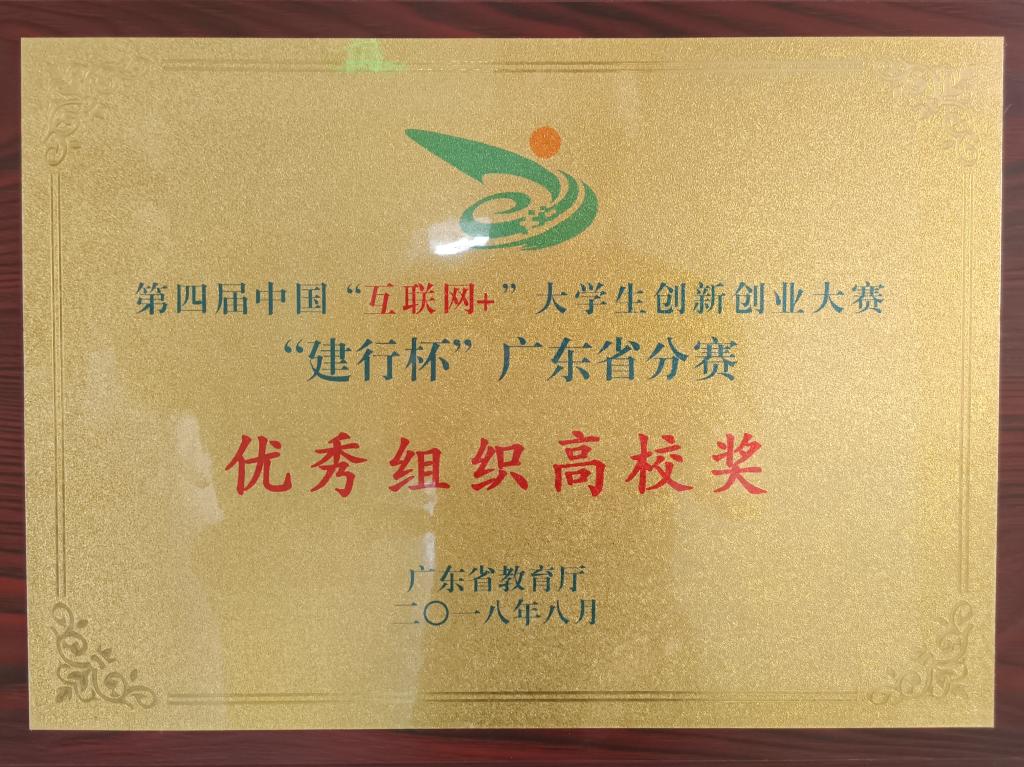 第四届中国“互联网+”大学生创新创业大赛
“建行杯”广东省分赛
优秀组织高校奖
广东省教育厅
二〇一八年八月